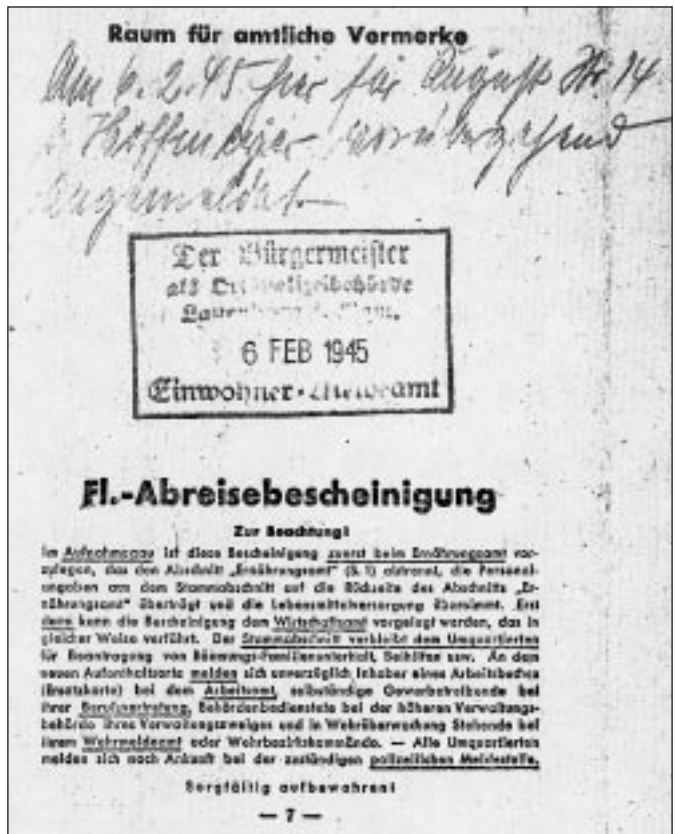 Raum für amtliche Vermerke
Am 6. 2. 45 hier für August Str. 14
vorübergehend
angemeldet.
Der Bürgermeister
als Ortspolizeibehörde
6 FEB 1945
Einwohner-Meldeamt
Fl.-Abreisebescheinigung
Zur Beachtung!
Im Aufnahmegau ist diese Bescheinigung zuerst beim Ernährungsamt vor-
zulegen, das den Abschnitt „Ernährungsamt" (S. 1) abtrennt, die Personal-
angaben aus dem Stammabschnitt auf die Rückseite des Abschnitts „Er-
nährungsamt" überträgt und die Lebensmittelversorgung übernimmt. Erst
dann kann die Bescheinigung dem Wirtschaftsamt vorgelegt werden, das in
gleicher Weise verfährt. Der Stammabschnitt verbleibt dem Umquartierten
für Beantragung von Räumungs-Familienunterhalt, Beihilfen usw. An dem
neuen Aufenthaltsorte melden sich unverzüglich Inhaber eines Arbeitsbuches
(Ersatzkarte) bei dem Arbeitsamt, selbständige Gewerbetreibende bei
ihrer Berufsvertretung, Behördenbedienstete bei der höheren Verwaltungs-
behörde ihres Verwaltungszweiges und in Wehrüberwachung Stehende bei
ihrem Wehrmeldeamt oder Wehrbezirkskommando. — Alle Umquartierten
melden sich nach Ankunft bei der zuständigen polizeilichen Meldestelle.
Sorgfältig aufbewahren!
— 7 —